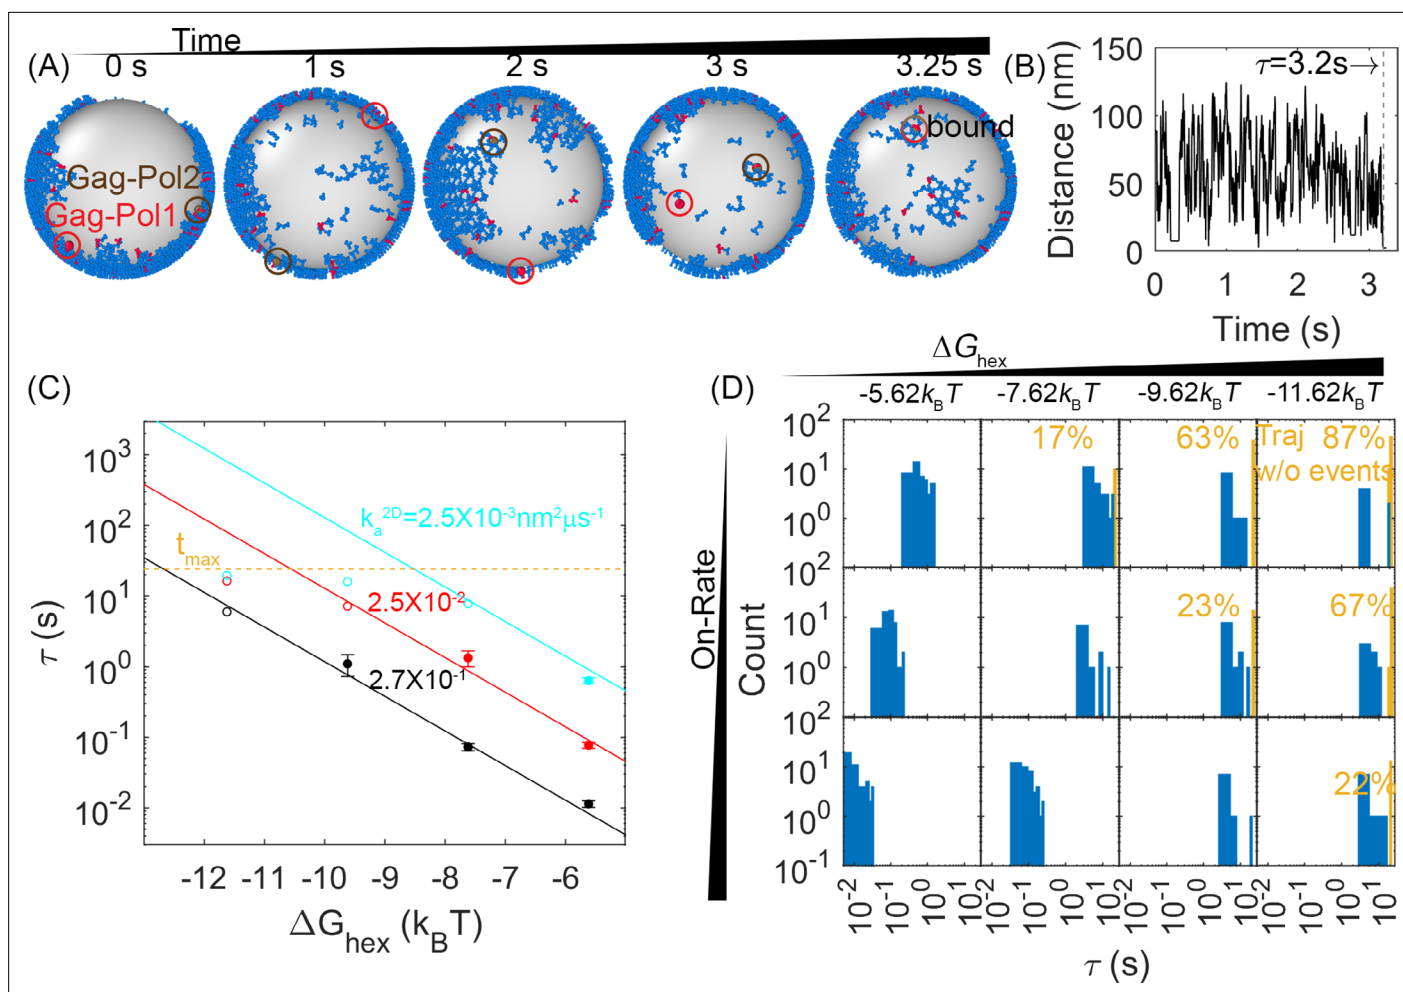 Time
(A)
0 s
1 s
2 s
3 s
3.25 s
Gag-Pol2
Gag-Pol1
bound
(B)
τ=3.2s→
Distance (nm)
150
100
50
0
0
1
2
3
Time (s)
(C)
10³
10²
10¹
10⁰
10⁻¹
10⁻²
τ (s)
t_max
kₐ²ᴰ=2.5X10⁻³nm²μs⁻¹
2.5X10⁻²
2.7X10⁻¹
-12
-11
-10
-9
-8
-7
-6
ΔG_hex (k_BT)
(D)
ΔG_hex
-5.62k_BT
-7.62k_BT
-9.62k_BT
-11.62k_BT
On-Rate
Count
10²
10¹
10⁰
10²
10¹
10⁰
10²
10¹
10⁰
10⁻¹
17%
63%
Traj 87%
w/o events
23%
67%
22%
10⁻²
10⁻¹
10⁰
10¹
10⁻²
10⁻¹
10⁰
10¹
10⁻²
10⁻¹
10⁰
10¹
10⁻²
10⁻¹
10⁰
10¹
τ (s)